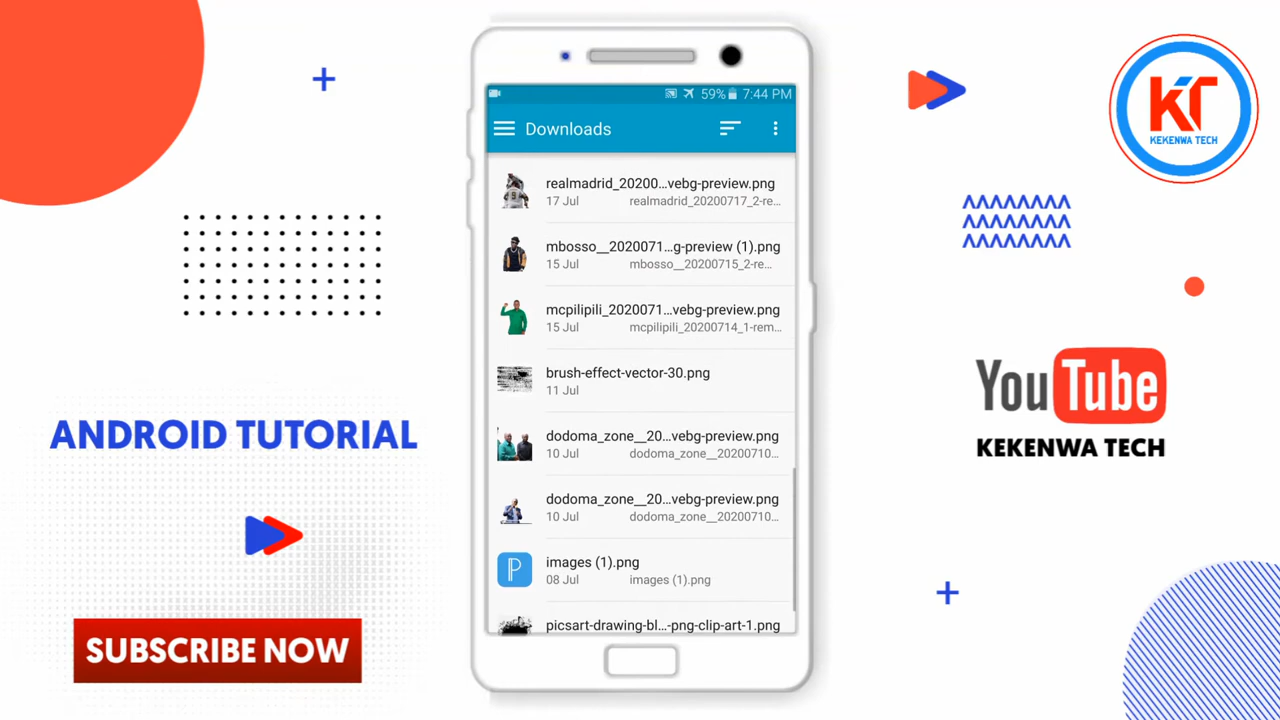 59% 7:44 PM
Downloads
realmadrid_20200...vebg-preview.png
17 Jul realmadrid_20200717_2-re...
mbosso__2020071...g-preview (1).png
15 Jul mbosso__20200715_2-re...
mcpilipili_2020071...vebg-preview.png
15 Jul mcpilipili_20200714_1-rem...
brush-effect-vector-30.png
11 Jul
dodoma_zone__20...vebg-preview.png
10 Jul dodoma_zone__20200710...
dodoma_zone__20...vebg-preview.png
10 Jul dodoma_zone__20200710...
images (1).png
08 Jul images (1).png
picsart-drawing-bl...-png-clip-art-1.png
ANDROID TUTORIAL
SUBSCRIBE NOW
KT
KEKENWA TECH
YouTube
KEKENWA TECH